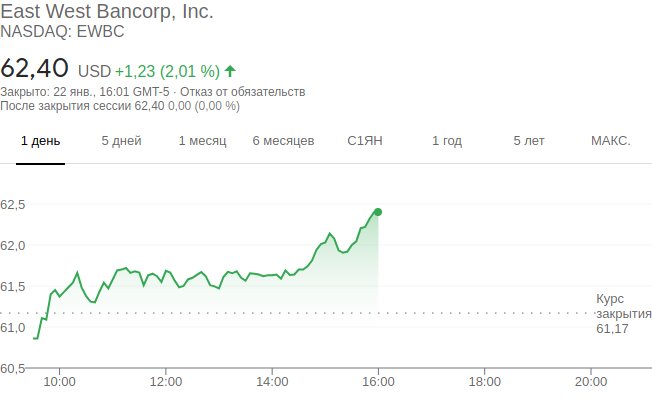 East West Bancorp, Inc.
NASDAQ: EWBC
62,40 USD +1,23 (2,01 %)
Закрыто: 22 янв., 16:01 GMT-5 · Отказ от обязательств
После закрытия сессии 62,40 0,00 (0,00 %)
1 день 5 дней 1 месяц 6 месяцев С1ЯН 1 год 5 лет МАКС.
62,5
62,0
61,5
Курс
закрытия
61,17
61,0
60,5
10:00 12:00 14:00 16:00 18:00 20:00